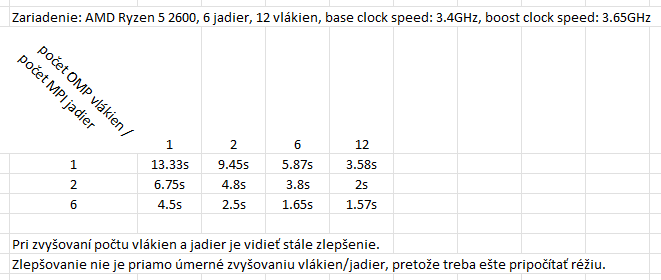 Zariadenie: AMD Ryzen 5 2600, 6 jadier, 12 vlákien, base clock speed: 3.4GHz, boost clock speed: 3.65GHz
počet OMP vlákien /
počet MPI jadier
1 2 6 12
1 13.33s 9.45s 5.87s 3.58s
2 6.75s 4.8s 3.8s 2s
6 4.5s 2.5s 1.65s 1.57s
Pri zvyšovaní počtu vlákien a jadier je vidieť stále zlepšenie.
Zlepšovanie nie je priamo úmerné zvyšovaniu vlákien/jadier, pretože treba ešte pripočítať réžiu.